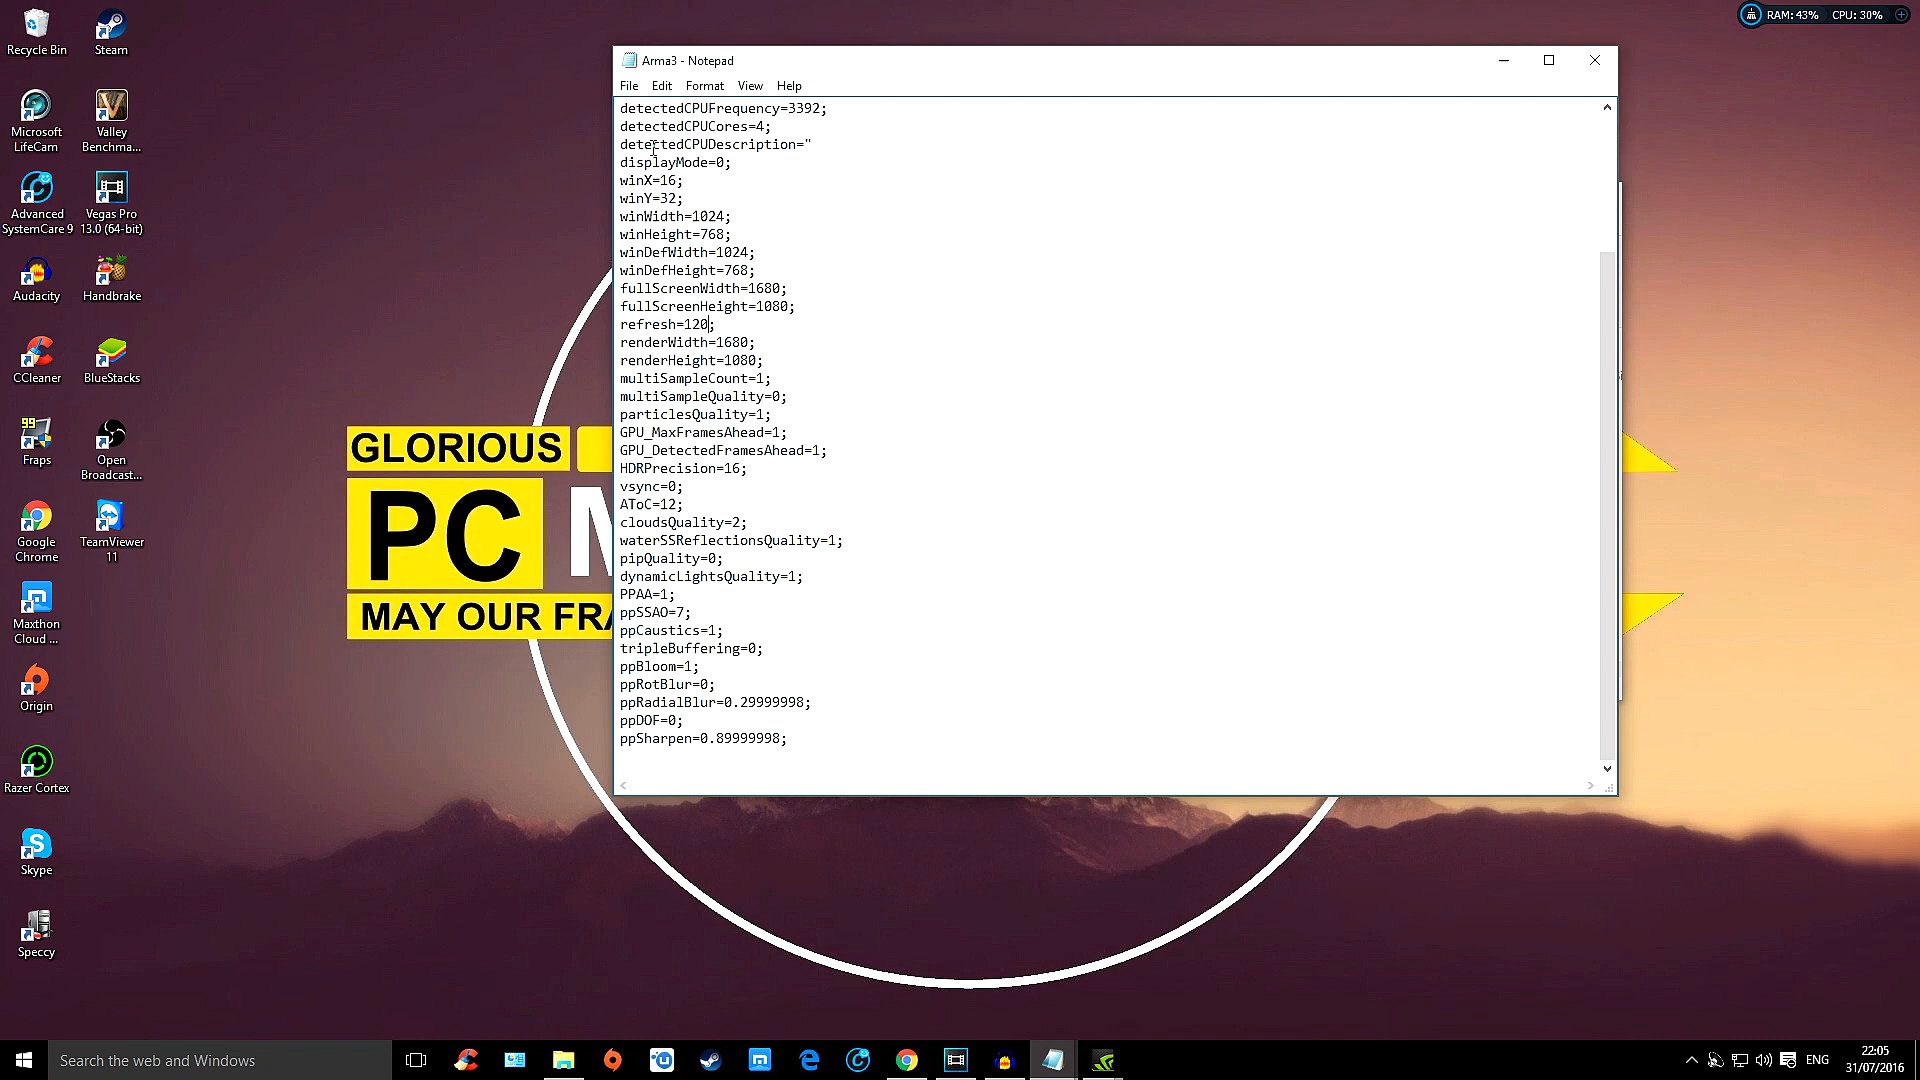 Recycle Bin
Steam
Microsoft
LifeCam
Valley
Benchma...
Advanced
SystemCare 9
Vegas Pro
13.0 (64-bit)
Audacity
Handbrake
CCleaner
BlueStacks
99
Fraps
Open
Broadcast...
Google
Chrome
TeamViewer
11
Maxthon
Cloud ...
Origin
Razer Cortex
Skype
Speccy
RAM: 43% CPU: 30%
GLORIOUS
PC M
MAY OUR FRA
Arma3 - Notepad
File Edit Format View Help
detectedCPUFrequency=3392;
detectedCPUCores=4;
detectedCPUDescription="
displayMode=0;
winX=16;
winY=32;
winWidth=1024;
winHeight=768;
winDefWidth=1024;
winDefHeight=768;
fullScreenWidth=1680;
fullScreenHeight=1080;
refresh=120;
renderWidth=1680;
renderHeight=1080;
multiSampleCount=1;
multiSampleQuality=0;
particlesQuality=1;
GPU_MaxFramesAhead=1;
GPU_DetectedFramesAhead=1;
HDRPrecision=16;
vsync=0;
AToC=12;
cloudsQuality=2;
waterSSReflectionsQuality=1;
pipQuality=0;
dynamicLightsQuality=1;
PPAA=1;
ppSSAO=7;
ppCaustics=1;
tripleBuffering=0;
ppBloom=1;
ppRotBlur=0;
ppRadialBlur=0.29999998;
ppDOF=0;
ppSharpen=0.89999998;
Search the web and Windows
ENG
22:05
31/07/2016